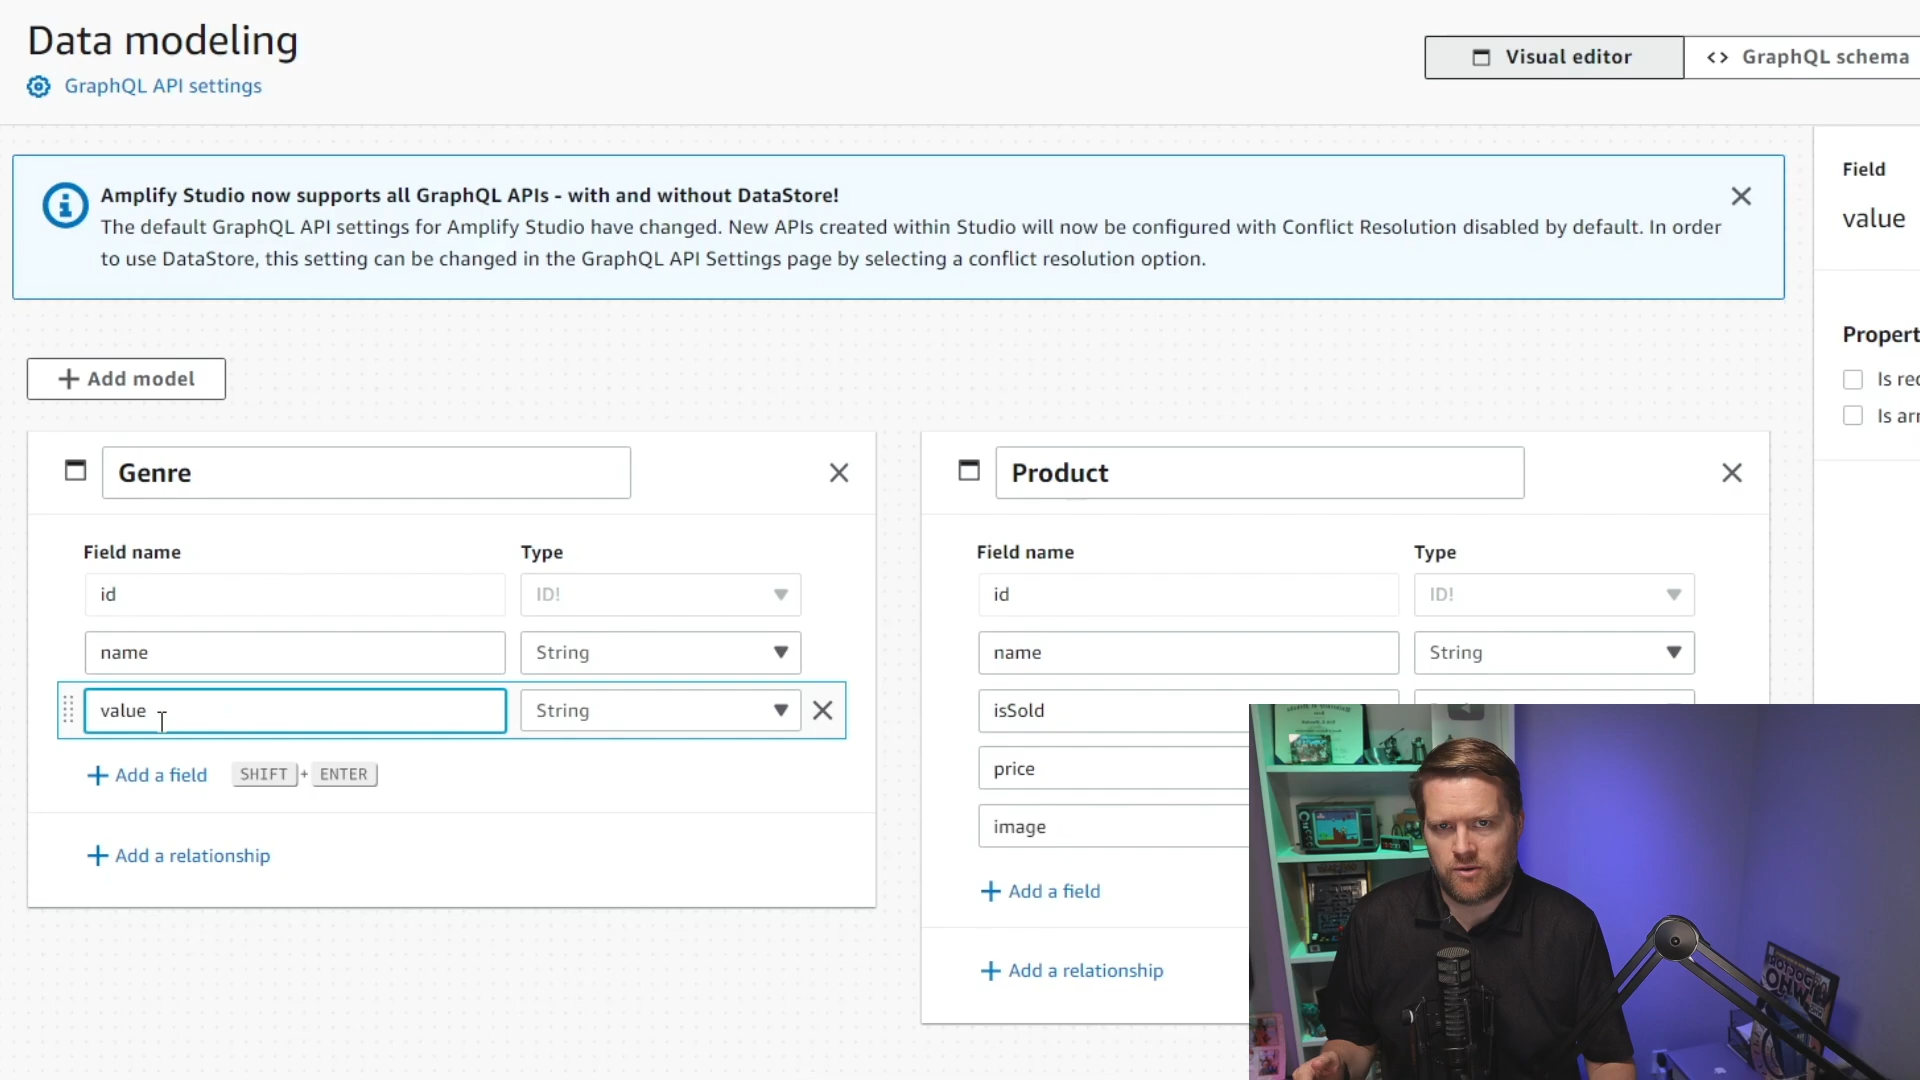 Data modeling
GraphQL API settings
Visual editor
<> GraphQL schema
Amplify Studio now supports all GraphQL APIs - with and without DataStore!
The default GraphQL API settings for Amplify Studio have changed. New APIs created within Studio will now be configured with Conflict Resolution disabled by default. In order
to use DataStore, this setting can be changed in the GraphQL API Settings page by selecting a conflict resolution option.
Add model
Genre
Field name Type
id ID!
name String
value String
Add a field SHIFT + ENTER
Add a relationship
Product
Field name Type
id ID!
name String
isSold
price
image
Add a field
Add a relationship
Field
value
Propert
Is rec
Is arr